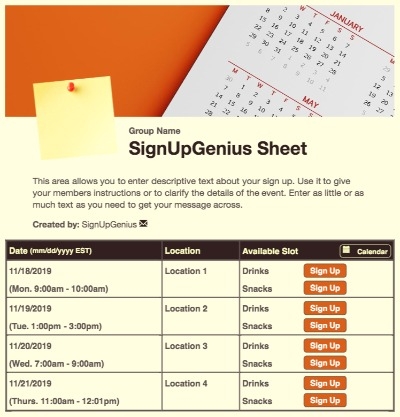 JANUARY
MAY
Group Name
SignUpGenius Sheet
This area allows you to enter descriptive text about your sign up. Use it to give
your members instructions or to clarify the details of the event. Enter as little or as
much text as you need to get your message across.
Created by: SignUpGenius
Date (mm/dd/yyyy EST) Location Available Slot Calendar
11/18/2019 Location 1 Drinks Sign Up
(Mon. 9:00am - 10:00am) Snacks Sign Up
11/19/2019 Location 2 Drinks Sign Up
(Tue. 1:00pm - 3:00pm) Snacks Sign Up
11/20/2019 Location 3 Drinks Sign Up
(Wed. 7:00am - 9:00am) Snacks Sign Up
11/21/2019 Location 4 Drinks Sign Up
(Thurs. 11:00am - 12:01pm) Snacks Sign Up